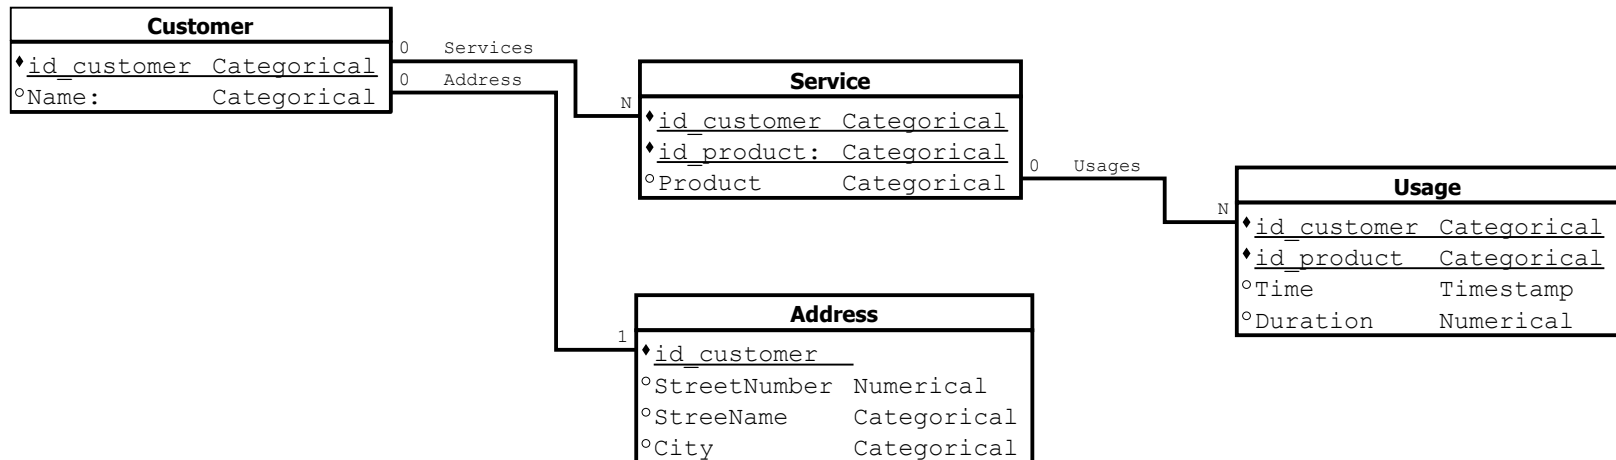 Customer
id_customer Categorical
Name: Categorical
0 Services
0 Address
N
Service
id_customer Categorical
id_product: Categorical
Product Categorical
0 Usages
N
Usage
id_customer Categorical
id_product Categorical
Time Timestamp
Duration Numerical
1
Address
id_customer
StreetNumber Numerical
StreeName Categorical
City Categorical